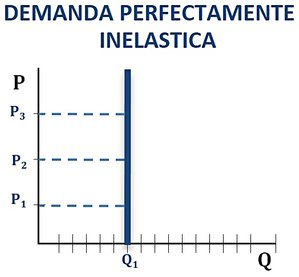 DEMANDA PERFECTAMENTE
INELASTICA
P
P3
P2
P1
Q1
Q